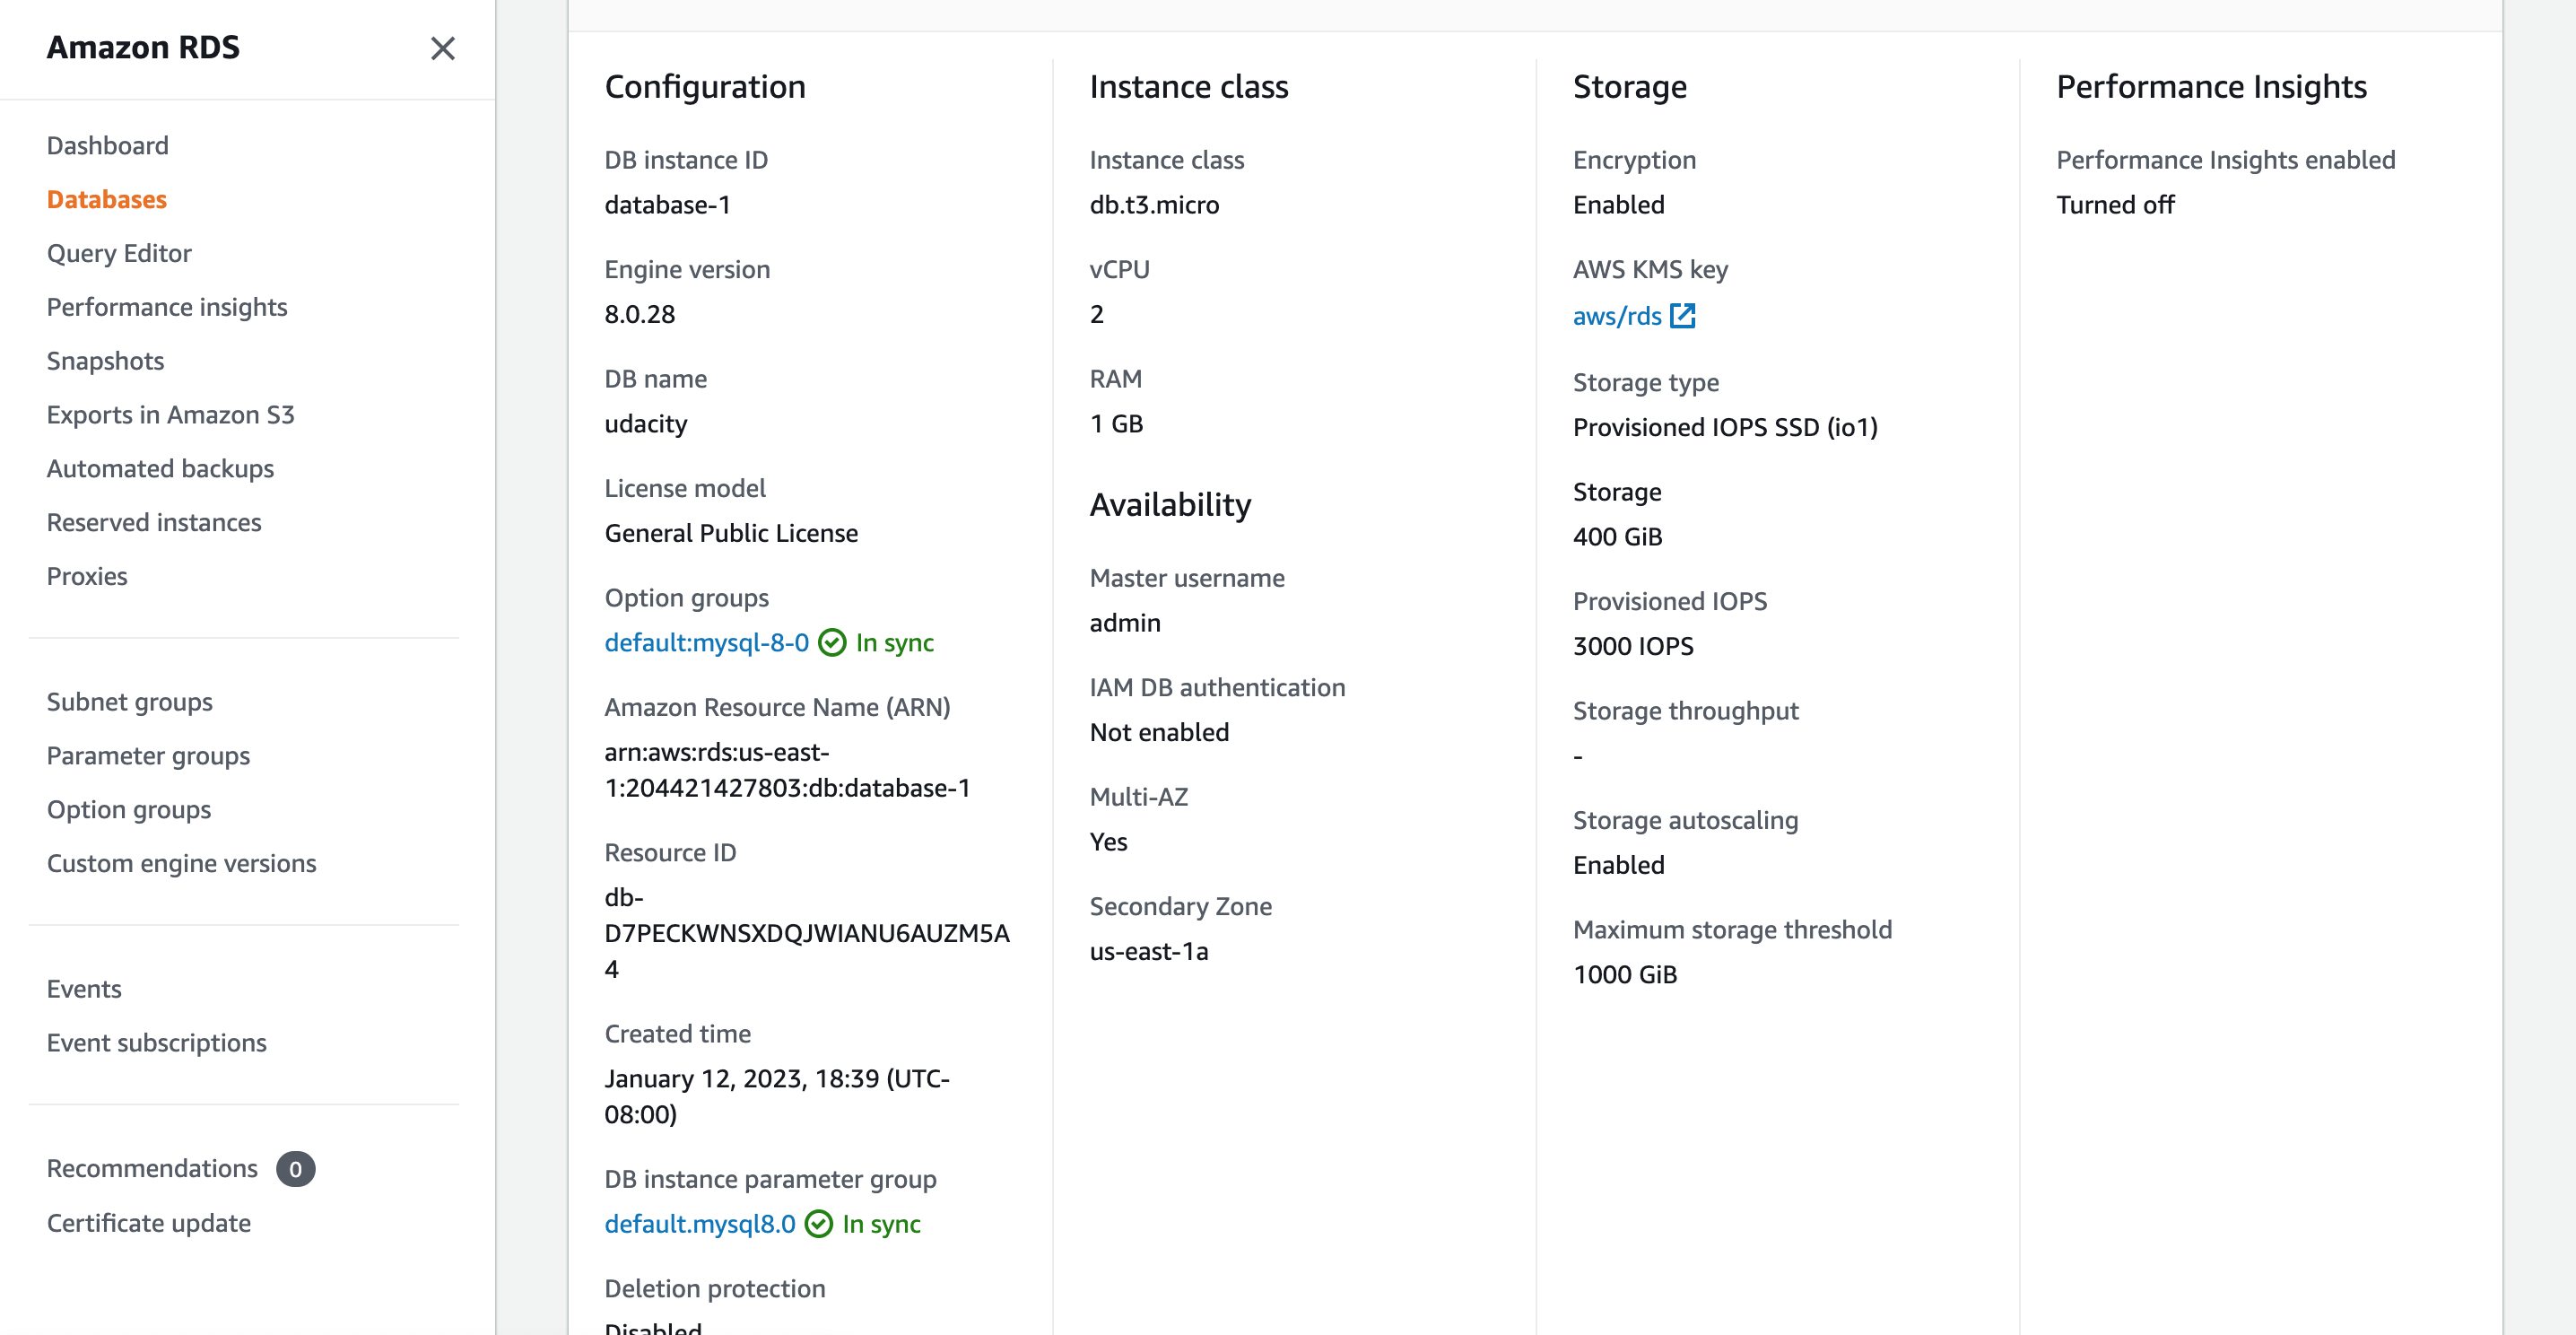 Amazon RDS
Dashboard
Databases
Query Editor
Performance insights
Snapshots
Exports in Amazon S3
Automated backups
Reserved instances
Proxies
Subnet groups
Parameter groups
Option groups
Custom engine versions
Events
Event subscriptions
Recommendations 0
Certificate update
Configuration
DB instance ID
database-1
Engine version
8.0.28
DB name
udacity
License model
General Public License
Option groups
default:mysql-8-0 In sync
Amazon Resource Name (ARN)
arn:aws:rds:us-east-
1:204421427803:db:database-1
Resource ID
db-
D7PECKWNSXDQJWIANU6AUZM5A
4
Created time
January 12, 2023, 18:39 (UTC-
08:00)
DB instance parameter group
default.mysql8.0 In sync
Deletion protection
Disabled
Instance class
Instance class
db.t3.micro
vCPU
2
RAM
1 GB
Availability
Master username
admin
IAM DB authentication
Not enabled
Multi-AZ
Yes
Secondary Zone
us-east-1a
Storage
Encryption
Enabled
AWS KMS key
aws/rds
Storage type
Provisioned IOPS SSD (io1)
Storage
400 GiB
Provisioned IOPS
3000 IOPS
Storage throughput
-
Storage autoscaling
Enabled
Maximum storage threshold
1000 GiB
Performance Insights
Performance Insights enabled
Turned off